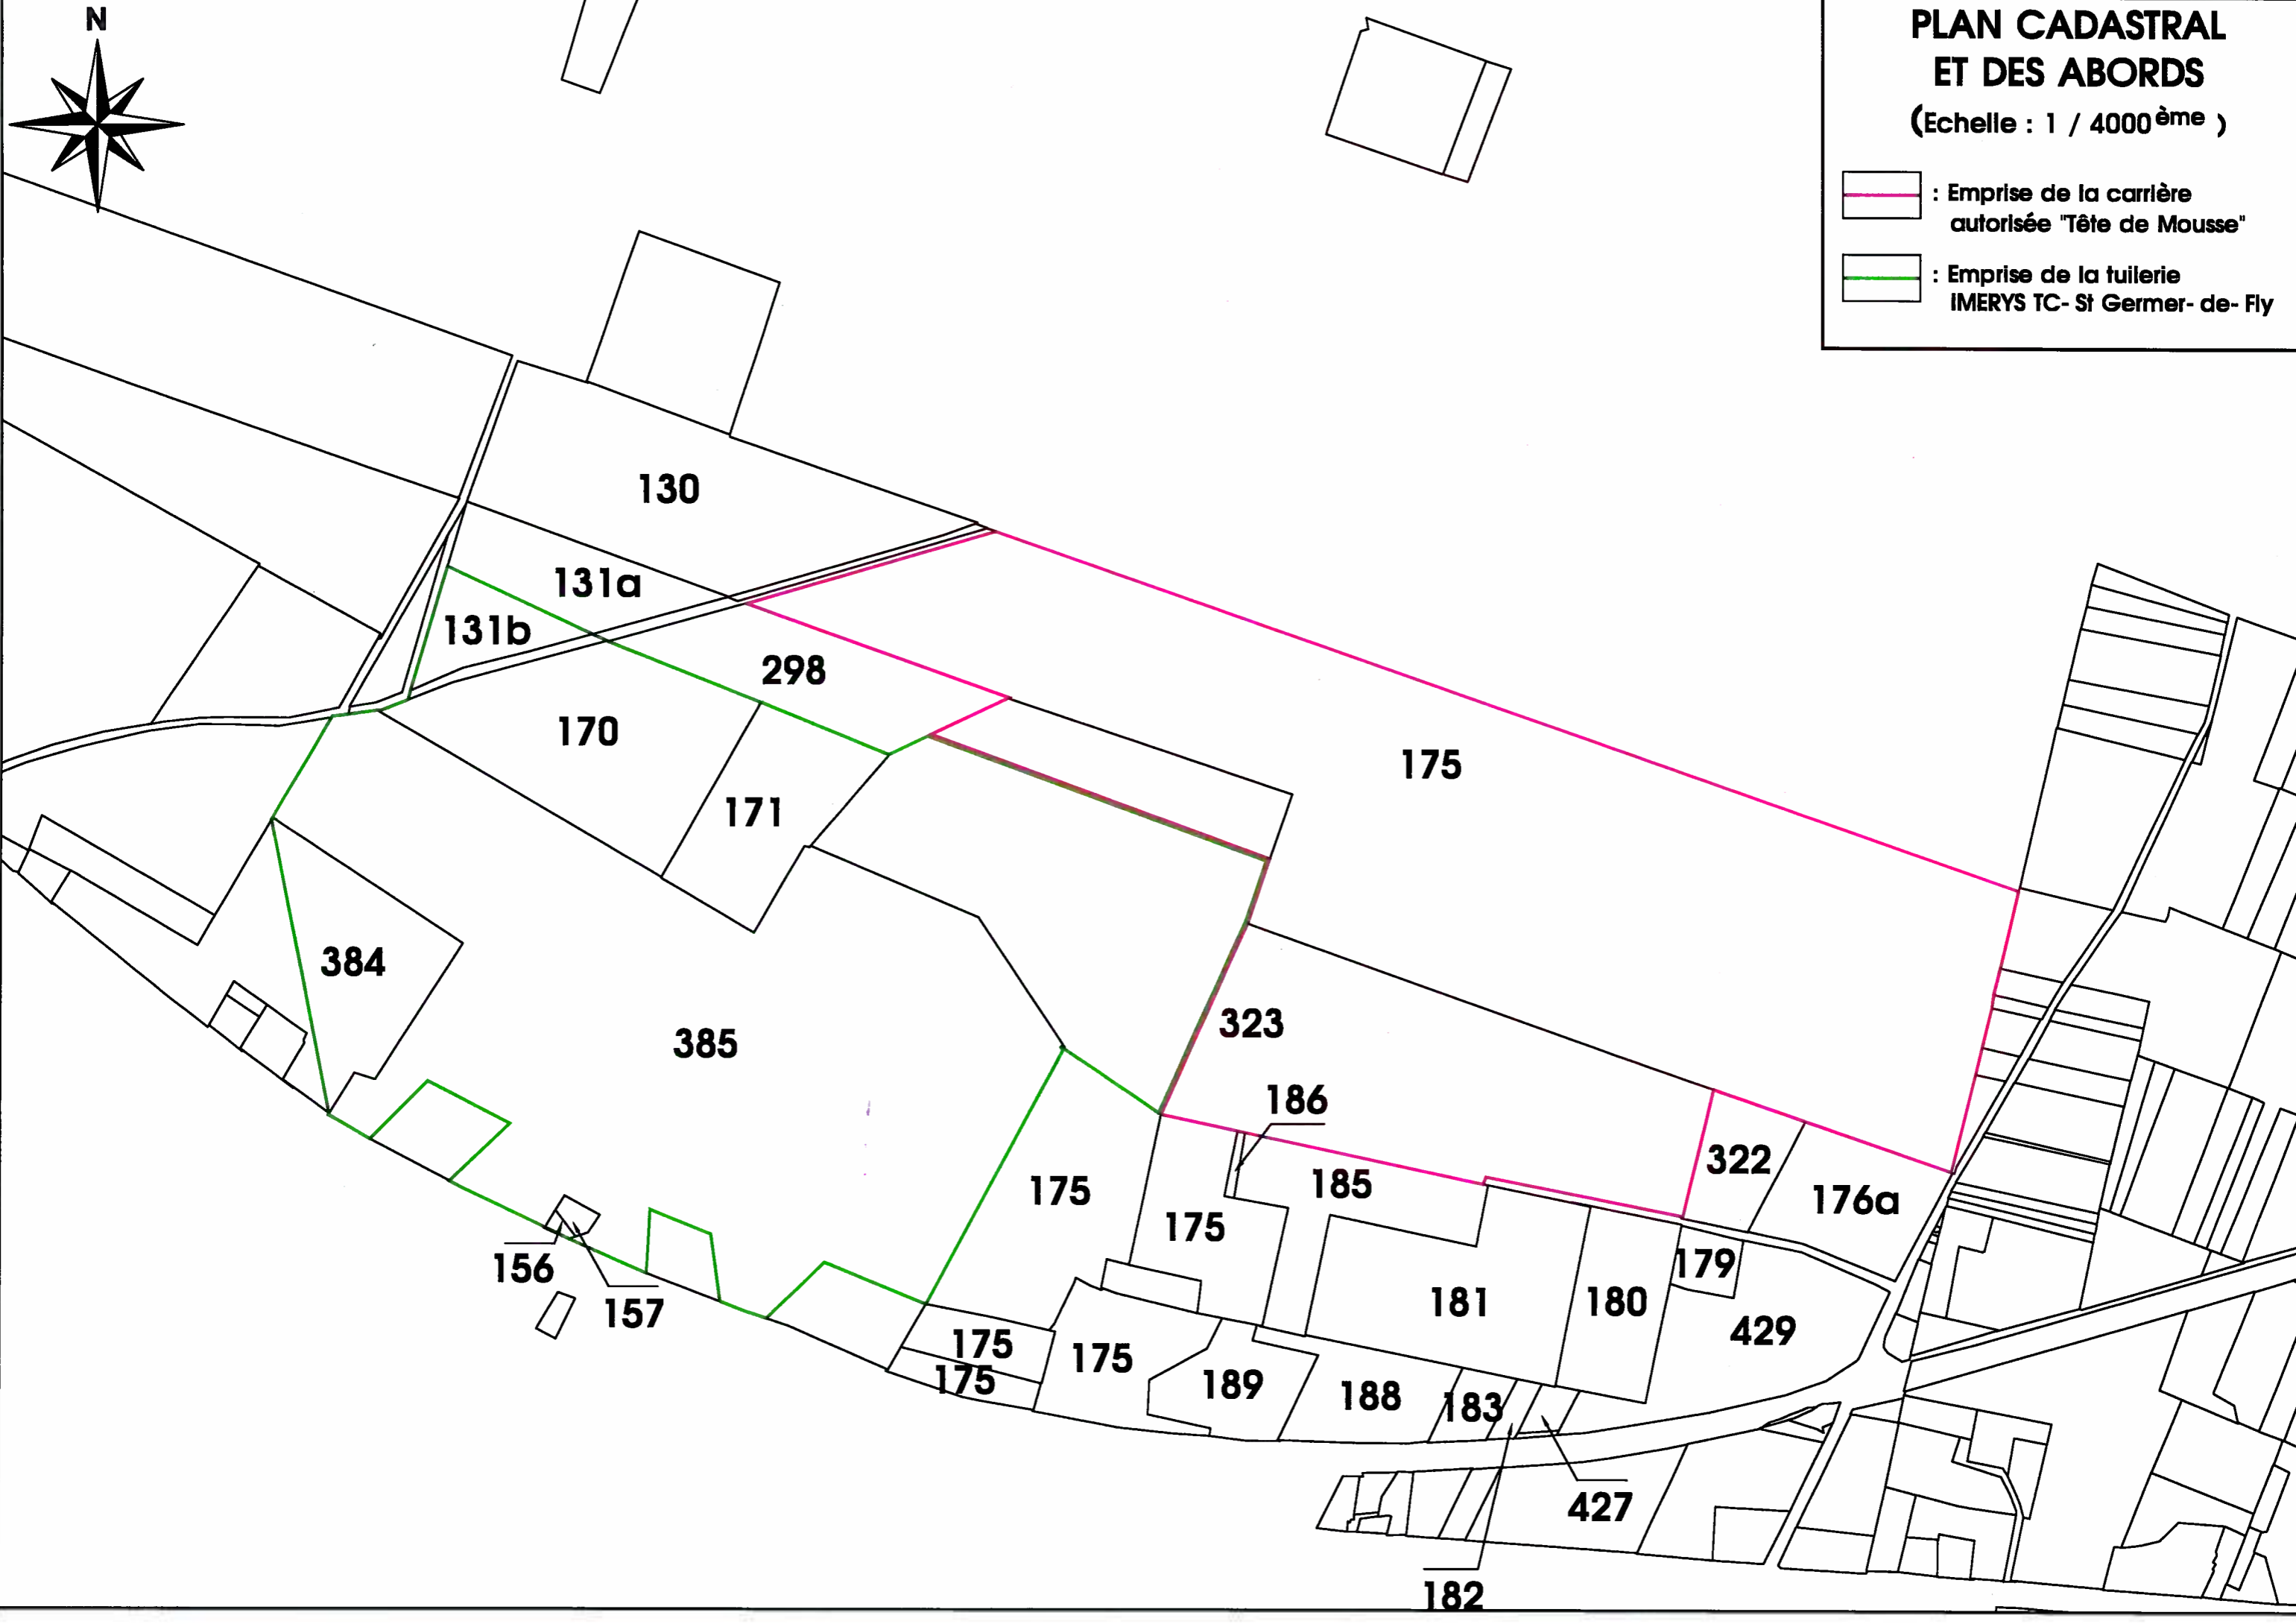 N
PLAN CADASTRAL
ET DES ABORDS
(Echelle : 1 / 4000ème )
: Emprise de la carrière
autorisée "Tête de Mousse"
: Emprise de la tuilerie
IMERYS TC- St Germer- de- Fly
130
131a
131b
298
170
175
171
384
323
385
186
322
185
175
176a
175
156
179
157
181
180
429
175
175
175
189
188
183
427
182